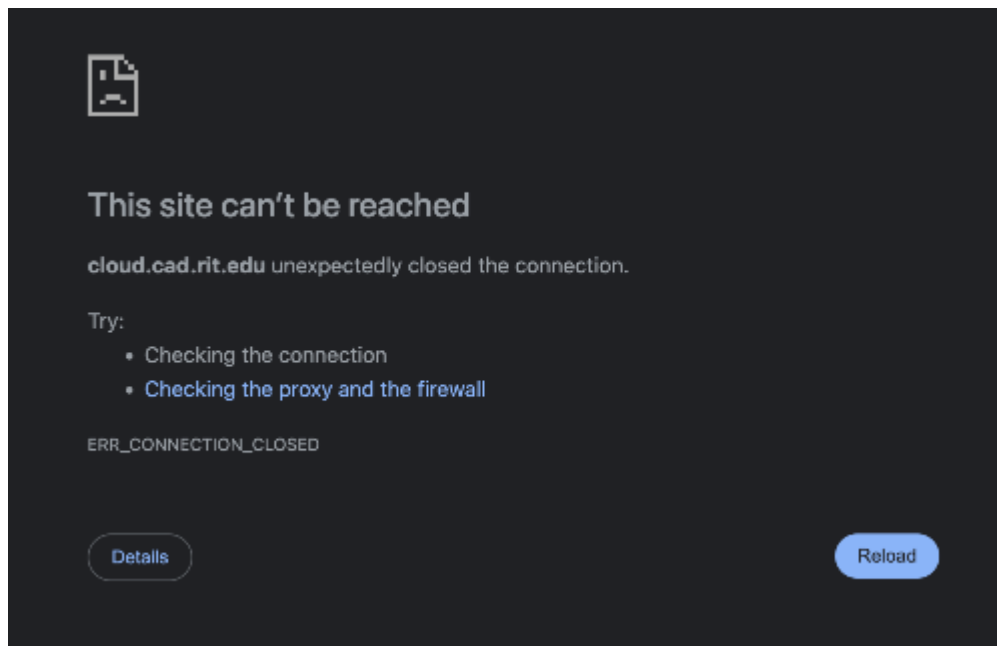 This site can’t be reached
cloud.cad.rit.edu unexpectedly closed the connection.
Try:
• Checking the connection
• Checking the proxy and the firewall
ERR_CONNECTION_CLOSED
Details
Reload